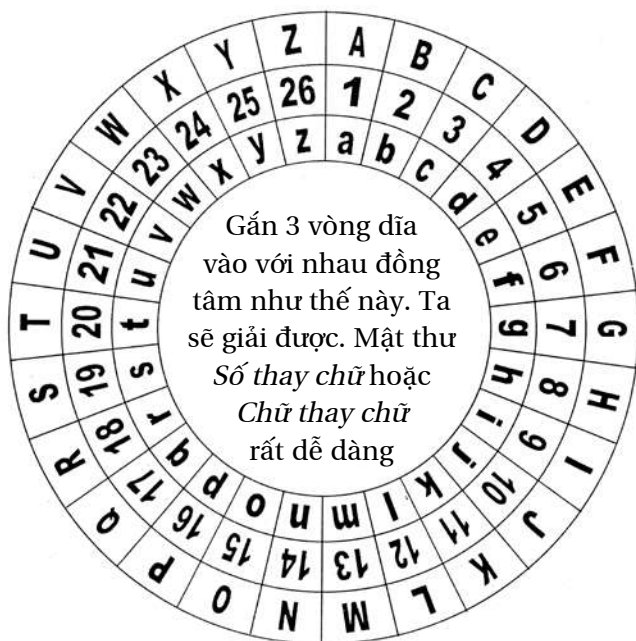 A B C D E F G H I J K L M N O P Q R S T U V W X Y Z
1 2 3 4 5 6 7 8 9 10 11 12 13 14 15 16 17 18 19 20 21 22 23 24 25 26
a b c d e f g h i j k l m n o p q r s t u v w x y z
Gắn 3 vòng dĩa
vào với nhau đồng
tâm như thế này. Ta
sẽ giải được. Mật thư
Số thay chữ hoặc
Chữ thay chữ
rất dễ dàng